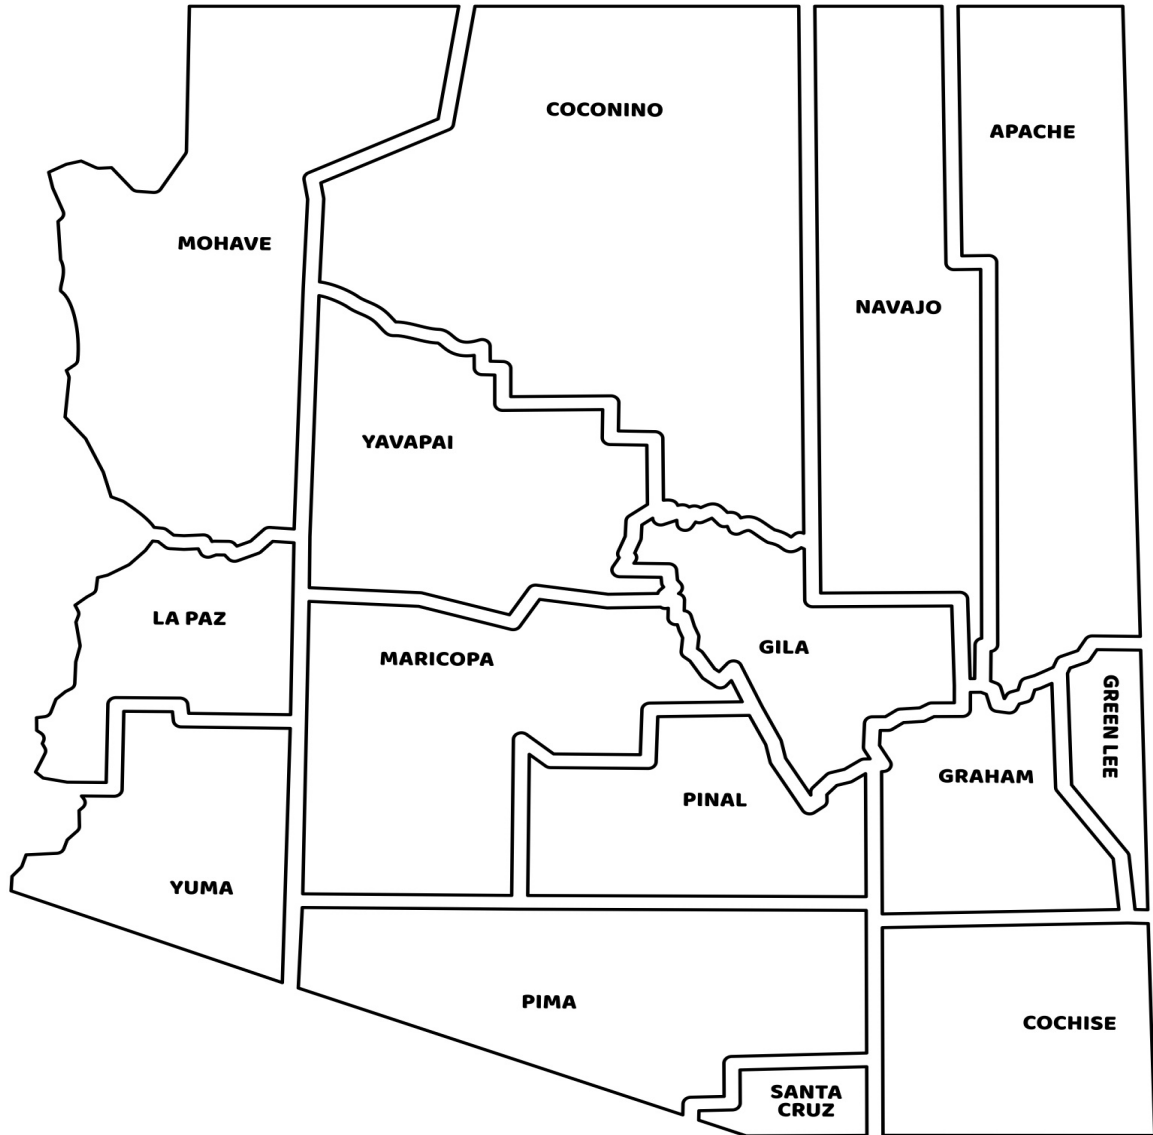 COCONINO
APACHE
MOHAVE
NAVAJO
YAVAPAI
LA PAZ
GILA
MARICOPA
GREEN LEE
GRAHAM
PINAL
YUMA
PIMA
COCHISE
SANTA
CRUZ